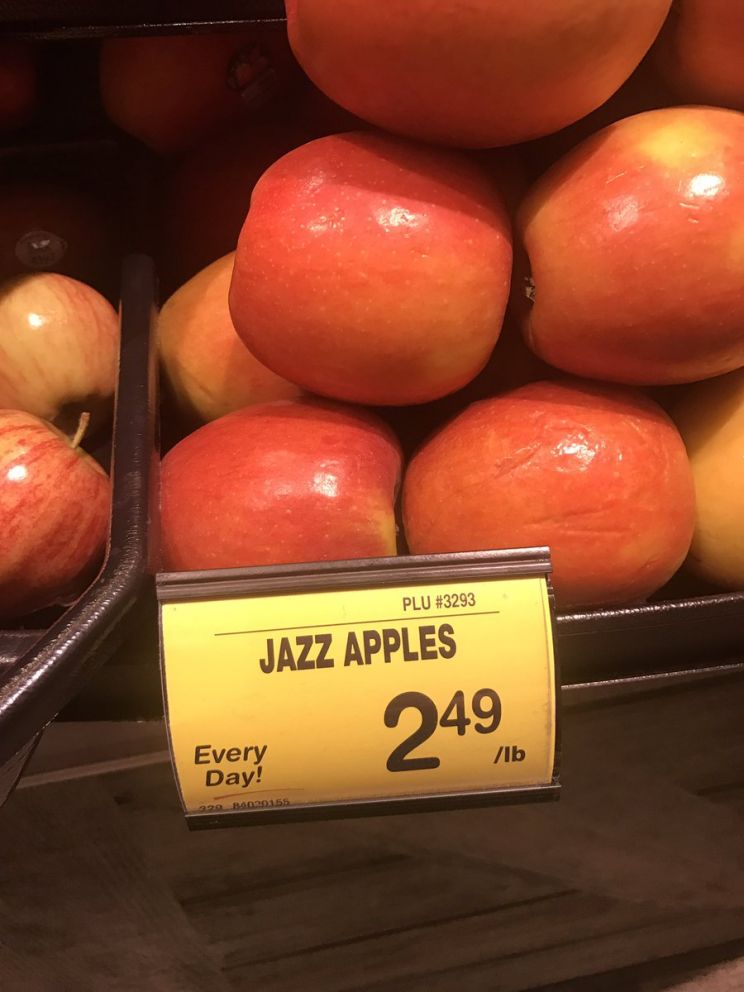 PLU #3293
JAZZ APPLES
2 49
/lb
Every
Day!